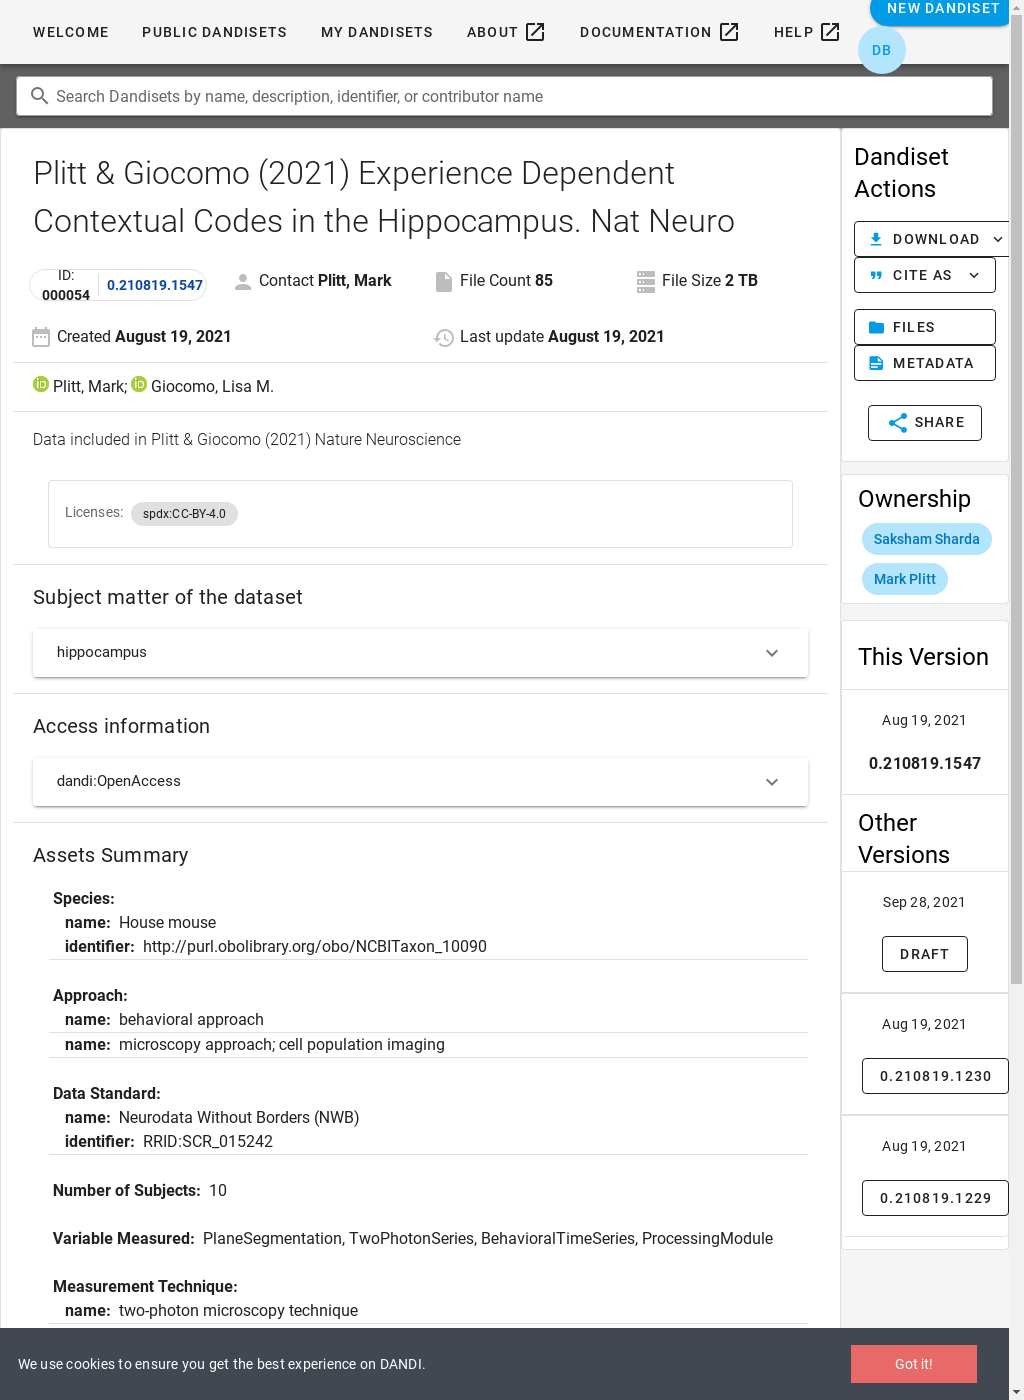 WELCOME PUBLIC DANDISETS MY DANDISETS ABOUT DOCUMENTATION HELP NEW DANDISET
DB
Search Dandisets by name, description, identifier, or contributor name
Plitt & Giocomo (2021) Experience Dependent
Contextual Codes in the Hippocampus. Nat Neuro
ID:
000054
0.210819.1547
Contact Plitt, Mark
File Count 85
File Size 2 TB
Created August 19, 2021
Last update August 19, 2021
iD Plitt, Mark; iD Giocomo, Lisa M.
Data included in Plitt & Giocomo (2021) Nature Neuroscience
Licenses: spdx:CC-BY-4.0
Subject matter of the dataset
hippocampus
Access information
dandi:OpenAccess
Assets Summary
Species:
name: House mouse
identifier: http://purl.obolibrary.org/obo/NCBITaxon_10090
Approach:
name: behavioral approach
name: microscopy approach; cell population imaging
Data Standard:
name: Neurodata Without Borders (NWB)
identifier: RRID:SCR_015242
Number of Subjects: 10
Variable Measured: PlaneSegmentation, TwoPhotonSeries, BehavioralTimeSeries, ProcessingModule
Measurement Technique:
name: two-photon microscopy technique
Dandiset
Actions
DOWNLOAD
CITE AS
FILES
METADATA
SHARE
Ownership
Saksham Sharda
Mark Plitt
This Version
Aug 19, 2021
0.210819.1547
Other
Versions
Sep 28, 2021
DRAFT
Aug 19, 2021
0.210819.1230
Aug 19, 2021
0.210819.1229
We use cookies to ensure you get the best experience on DANDI.
Got it!